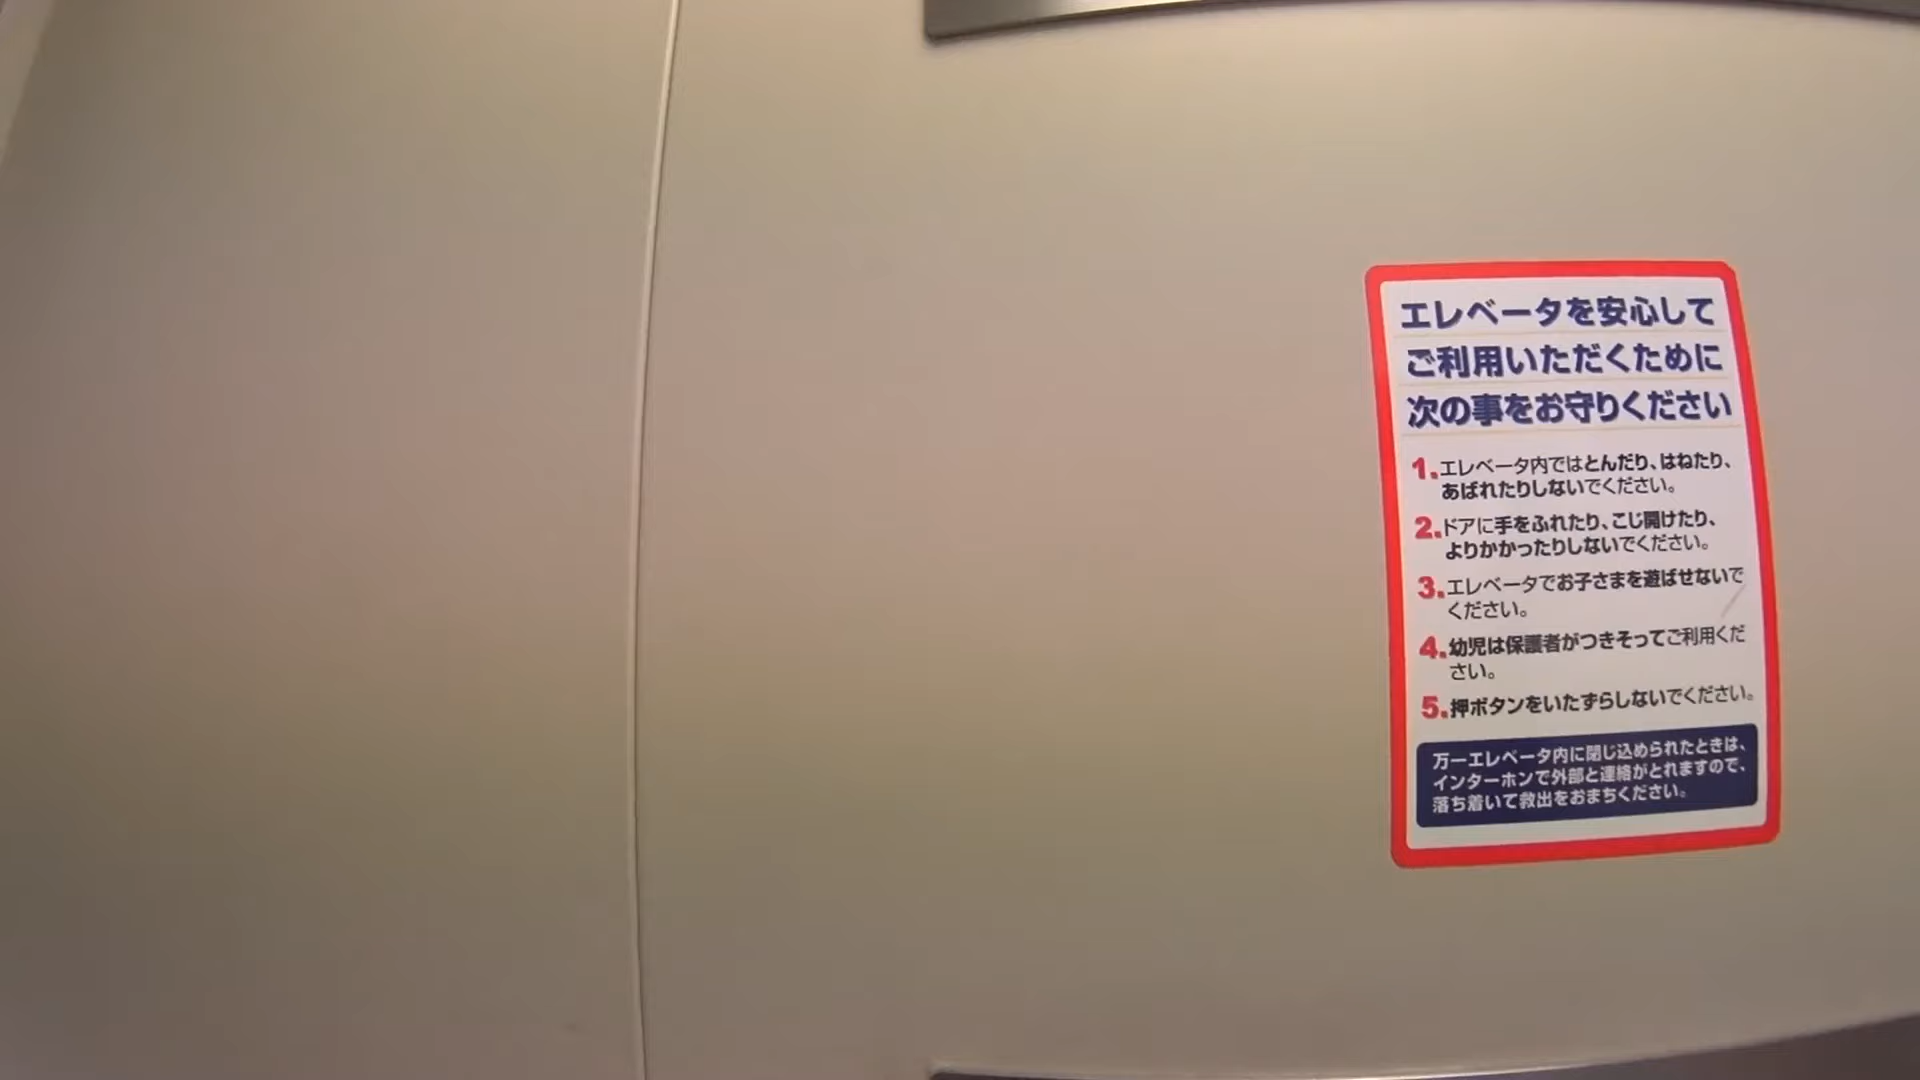 エレベータを安心して
ご利用いただくために
次の事をお守りください
1.エレベータ内ではとんだり、はねたり、
あばれたりしないでください。
2.ドアに手をふれたり、こじ開けたり、
よりかかったりしないでください。
3.エレベータでお子さまを遊ばせないで
ください。
4.幼児は保護者がつきそってご利用くだ
さい。
5.押ボタンをいたずらしないでください。
万一エレベータ内に閉じ込められたときは、
インターホンで外部と連絡がとれますので、
落ち着いて救出をおまちください。